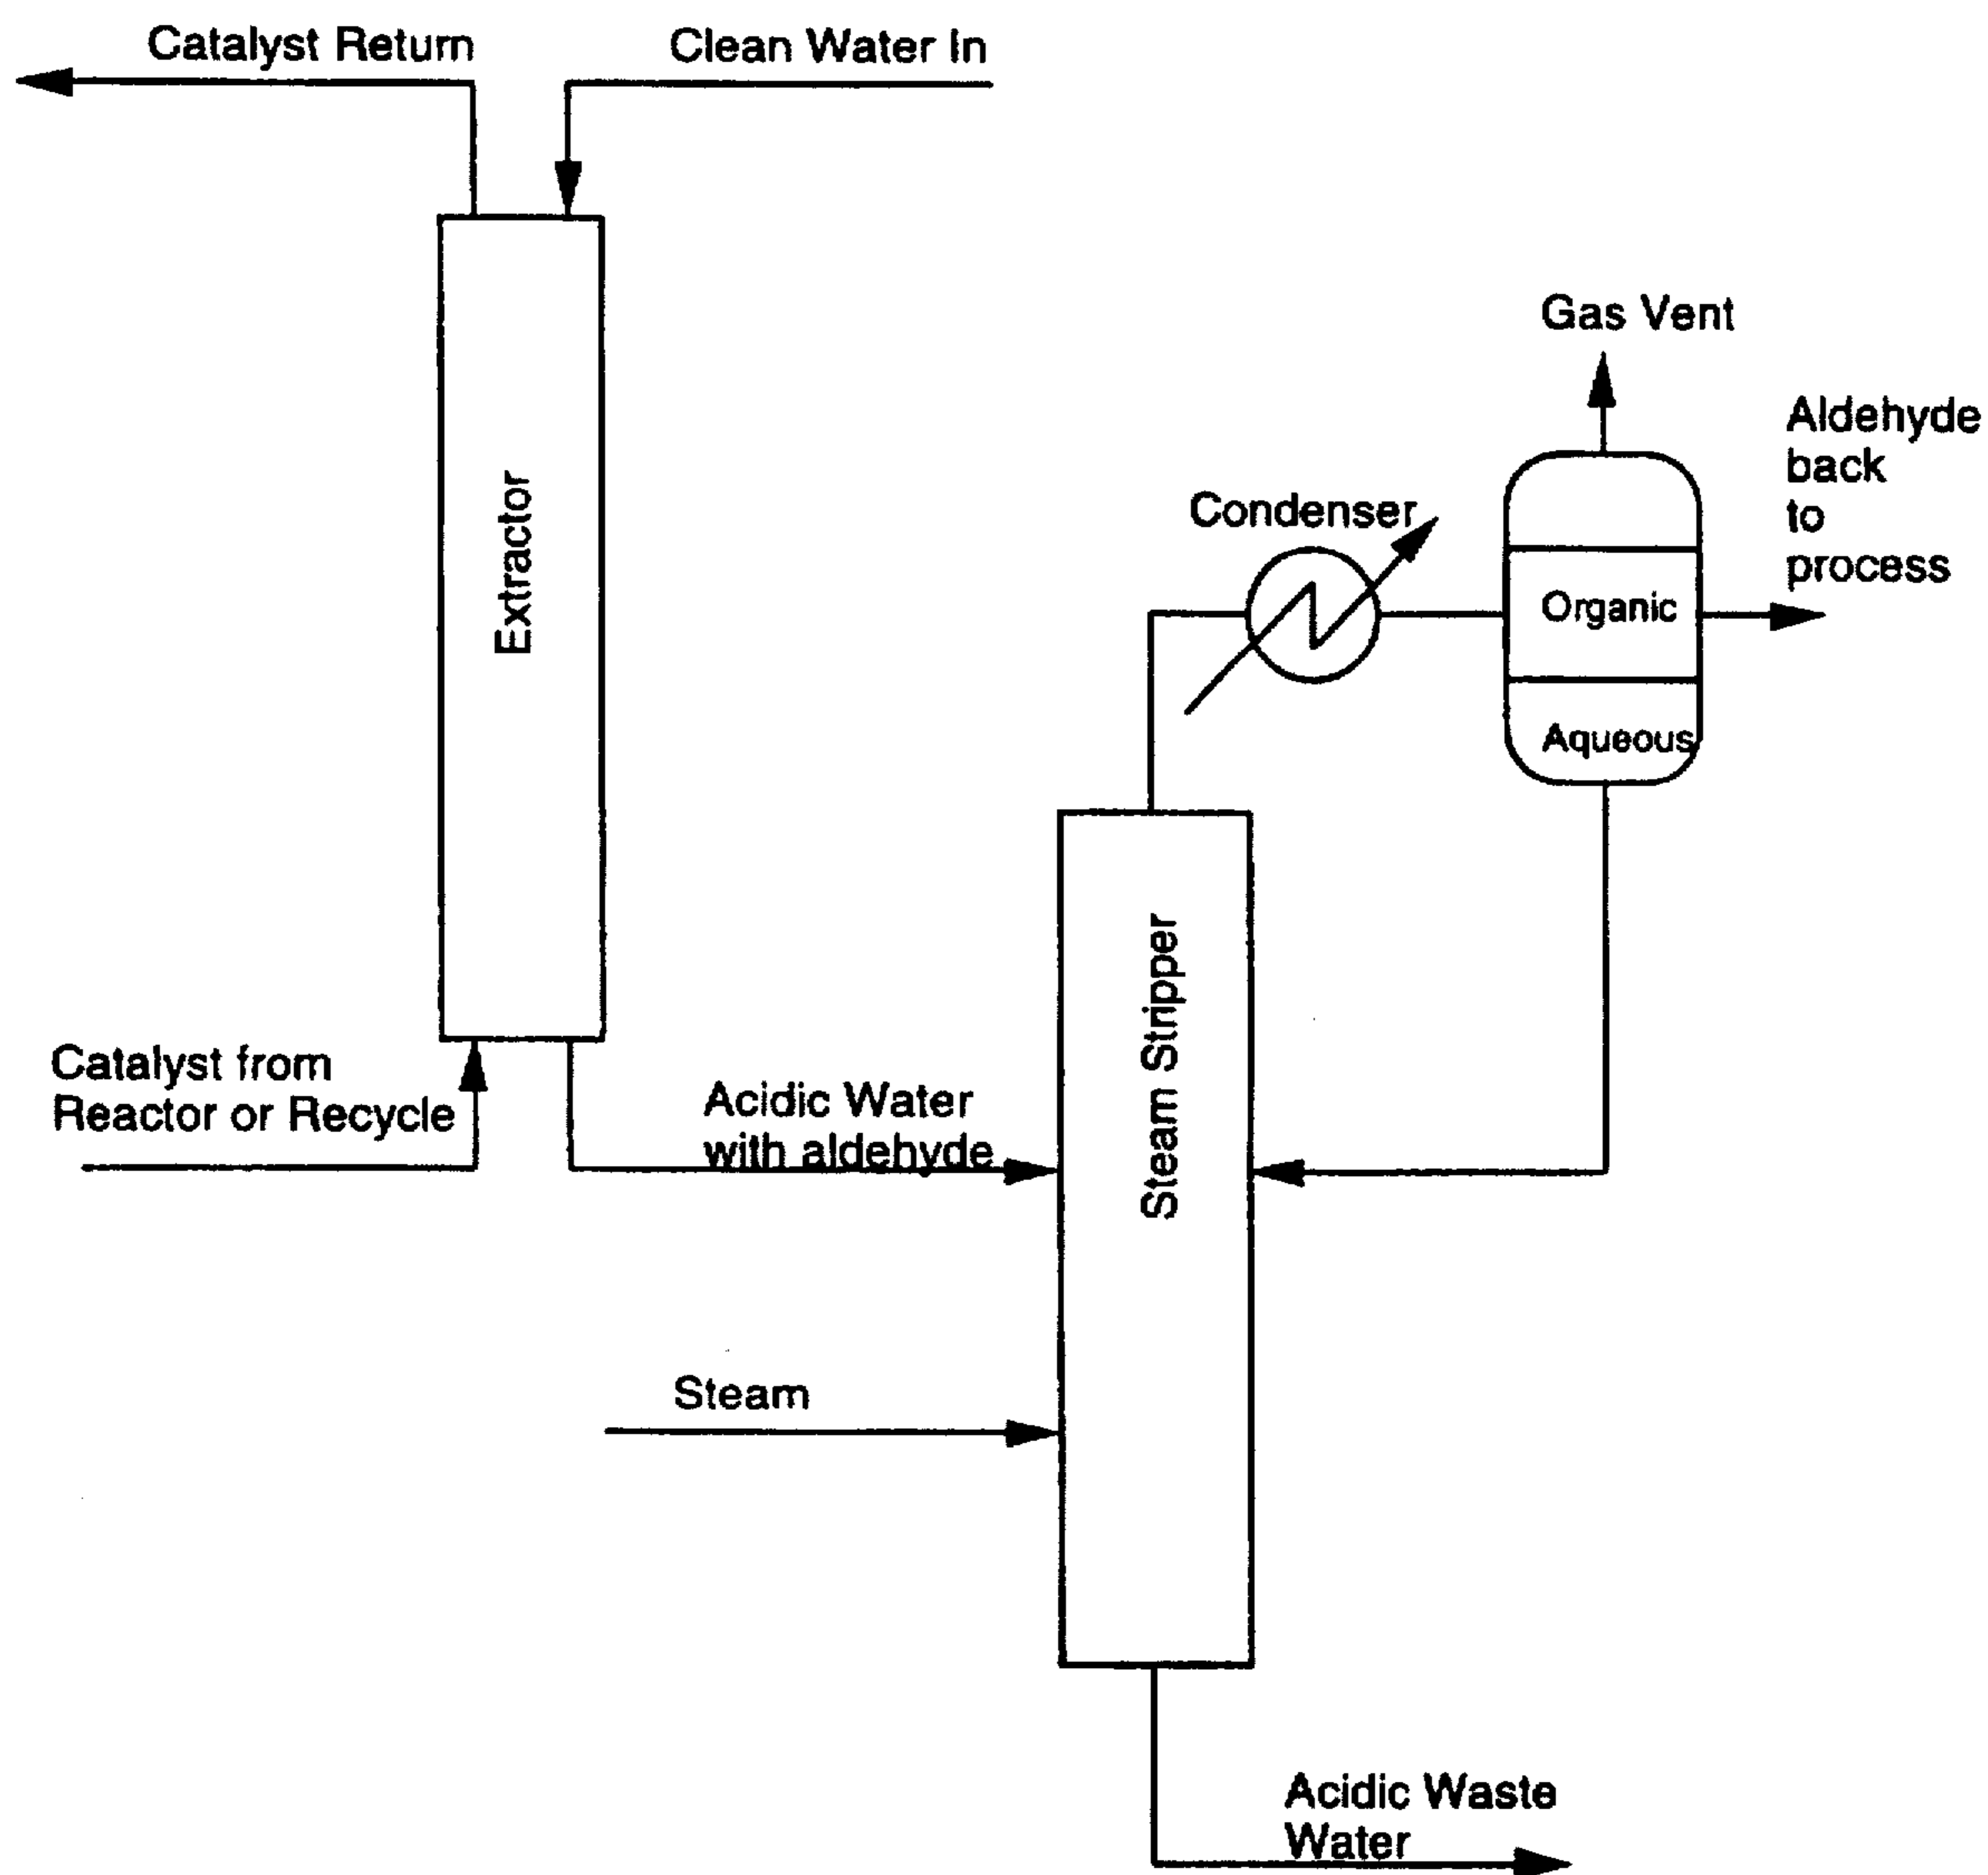 Catalyst Return
Clean Water In
Gas Vent
Aldehyde
back
to
process
Condenser
Extractor
Organic
Aqueous
Steam Stripper
Catalyst from
Reactor or Recycle
Acidic Water
with aldehyde
Steam
Acidic Waste
Water